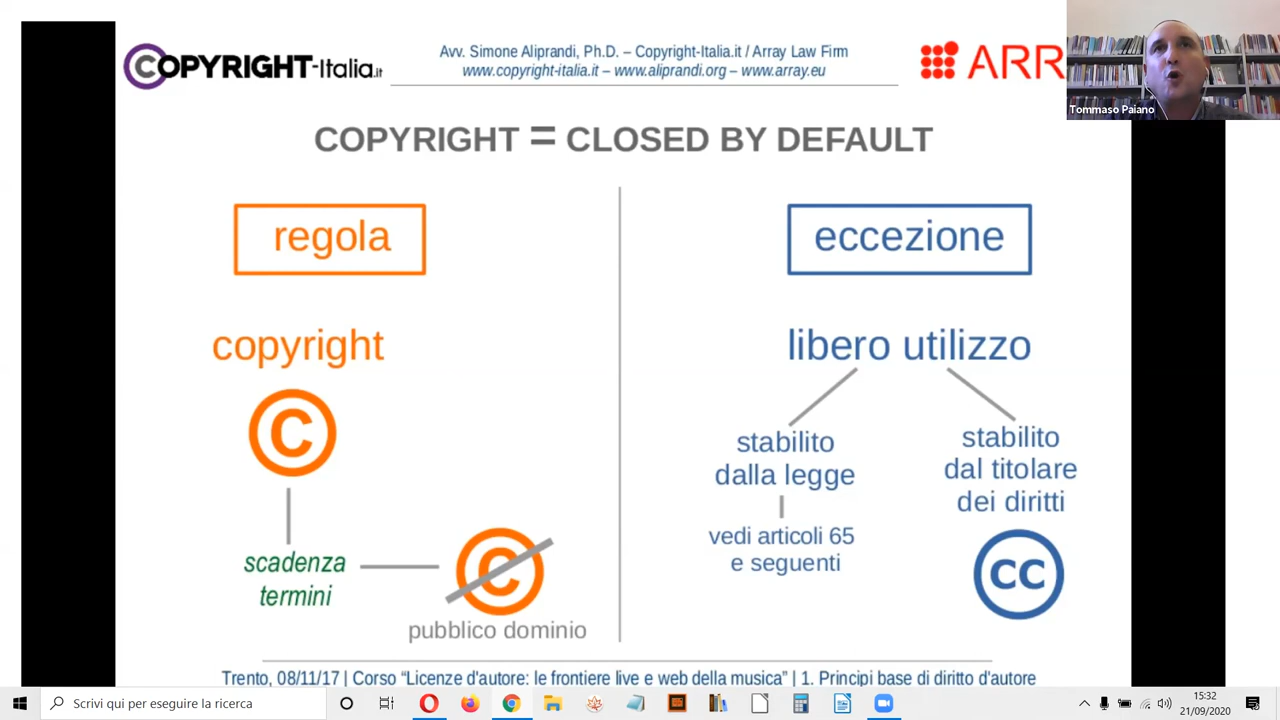 COPYRIGHT-Italia.it
Avv. Simone Aliprandi, Ph.D. – Copyright-Italia.it / Array Law Firm
www.copyright-italia.it – www.aliprandi.org – www.array.eu
ARR
Tommaso Paiano
COPYRIGHT = CLOSED BY DEFAULT
regola
copyright
C
scadenza
termini
C
pubblico dominio
eccezione
libero utilizzo
stabilito
dalla legge
vedi articoli 65
e seguenti
stabilito
dal titolare
dei diritti
CC
Trento, 08/11/17 | Corso “Licenze d'autore: le frontiere live e web della musica” | 1. Principi base di diritto d'autore
Scrivi qui per eseguire la ricerca
15:32
21/09/2020